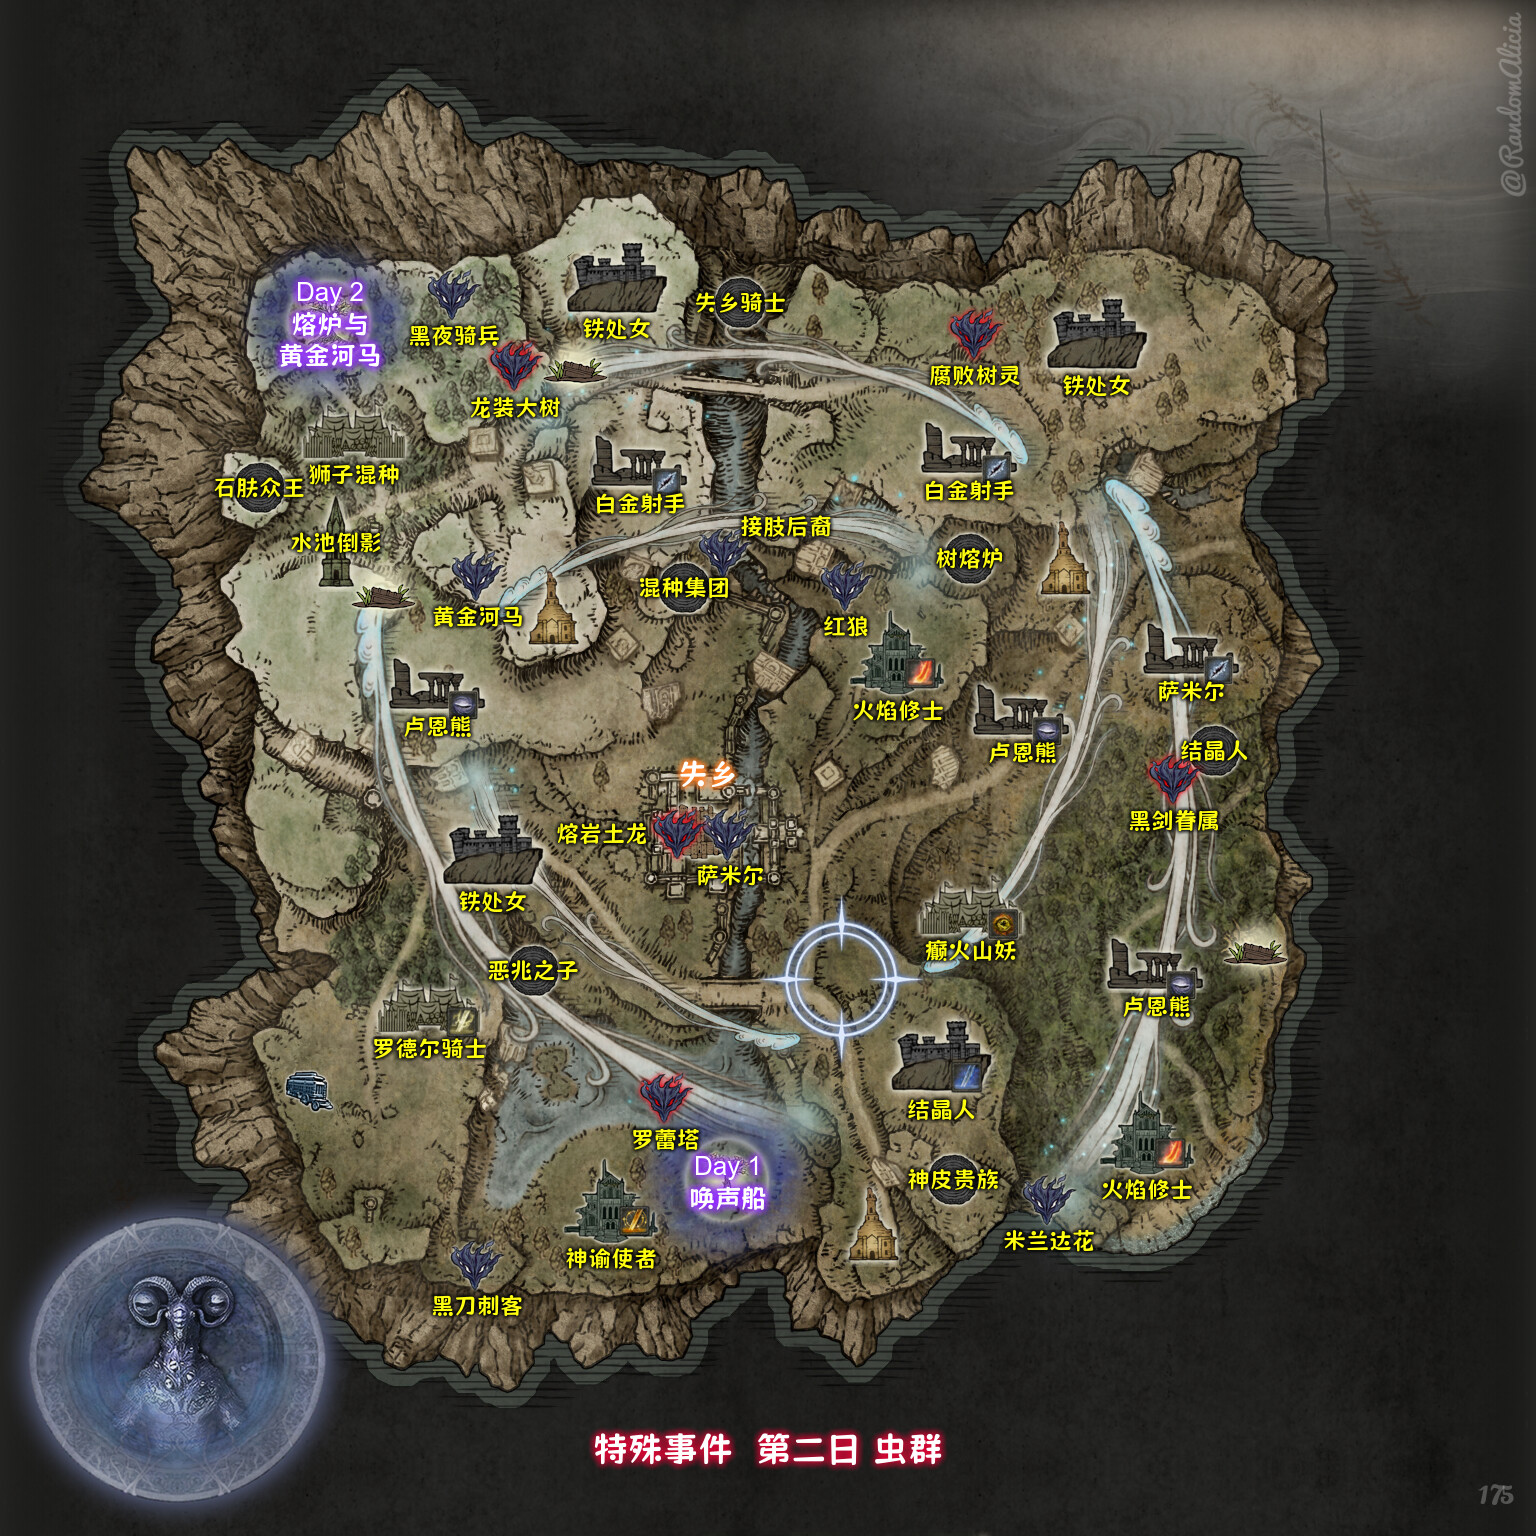 @RandomAlicia
Day 2
熔炉与
黄金河马
黑夜骑兵
铁处女
失乡骑士
龙装大树
腐败树灵
铁处女
石肤众王
狮子混种
白金射手
白金射手
水池倒影
接肢后裔
树熔炉
黄金河马
混种集团
红狼
卢恩熊
火焰修士
萨米尔
卢恩熊
结晶人
失乡
熔岩土龙
萨米尔
黑剑眷属
铁处女
恶兆之子
癫火山妖
卢恩熊
罗德尔骑士
结晶人
罗蕾塔
Day 1
唤声船
神皮贵族
火焰修士
米兰达花
神谕使者
黑刀刺客
特殊事件 第二日 虫群
175